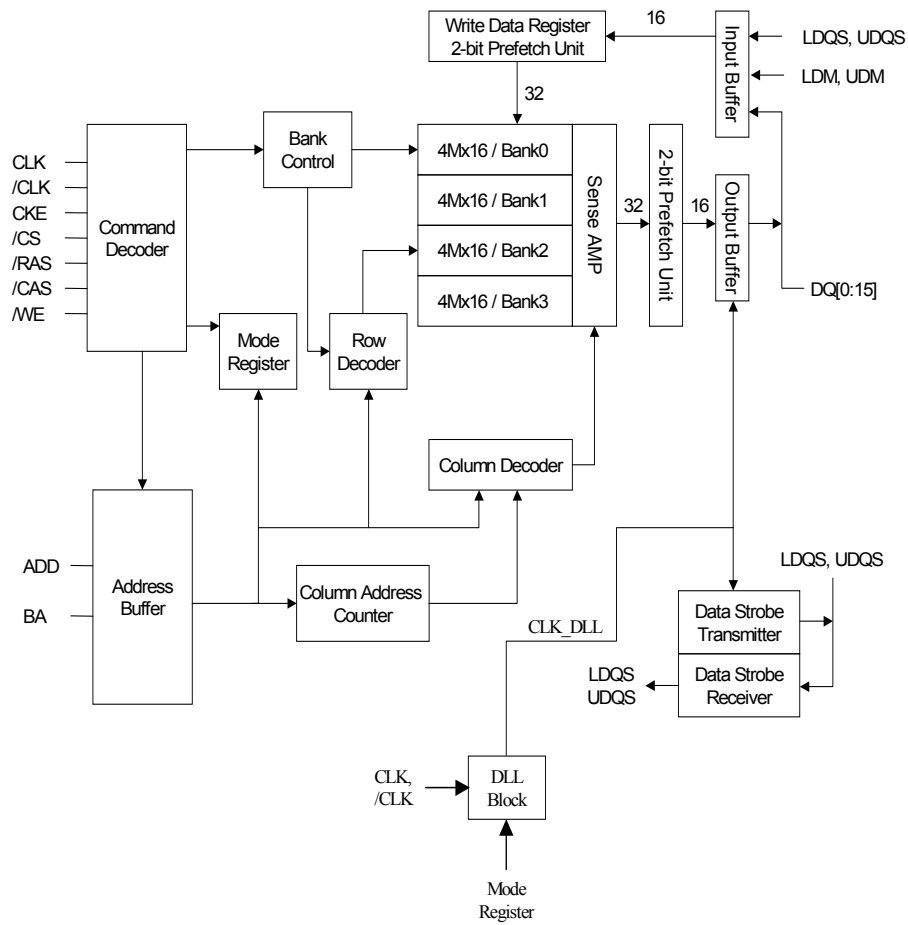 Write Data Register
2-bit Prefetch Unit
16
Input Buffer
LDQS, UDQS
LDM, UDM
32
Bank
Control
4Mx16 / Bank0
4Mx16 / Bank1
4Mx16 / Bank2
4Mx16 / Bank3
Sense AMP
32
2-bit Prefetch Unit
16
Output Buffer
DQ[0:15]
CLK
/CLK
CKE
/CS
/RAS
/CAS
/WE
Command
Decoder
Mode
Register
Row
Decoder
Column Decoder
ADD
BA
Address
Buffer
Column Address
Counter
CLK_DLL
LDQS, UDQS
Data Strobe
Transmitter
Data Strobe
Receiver
LDQS
UDQS
CLK,
/CLK
DLL
Block
Mode
Register